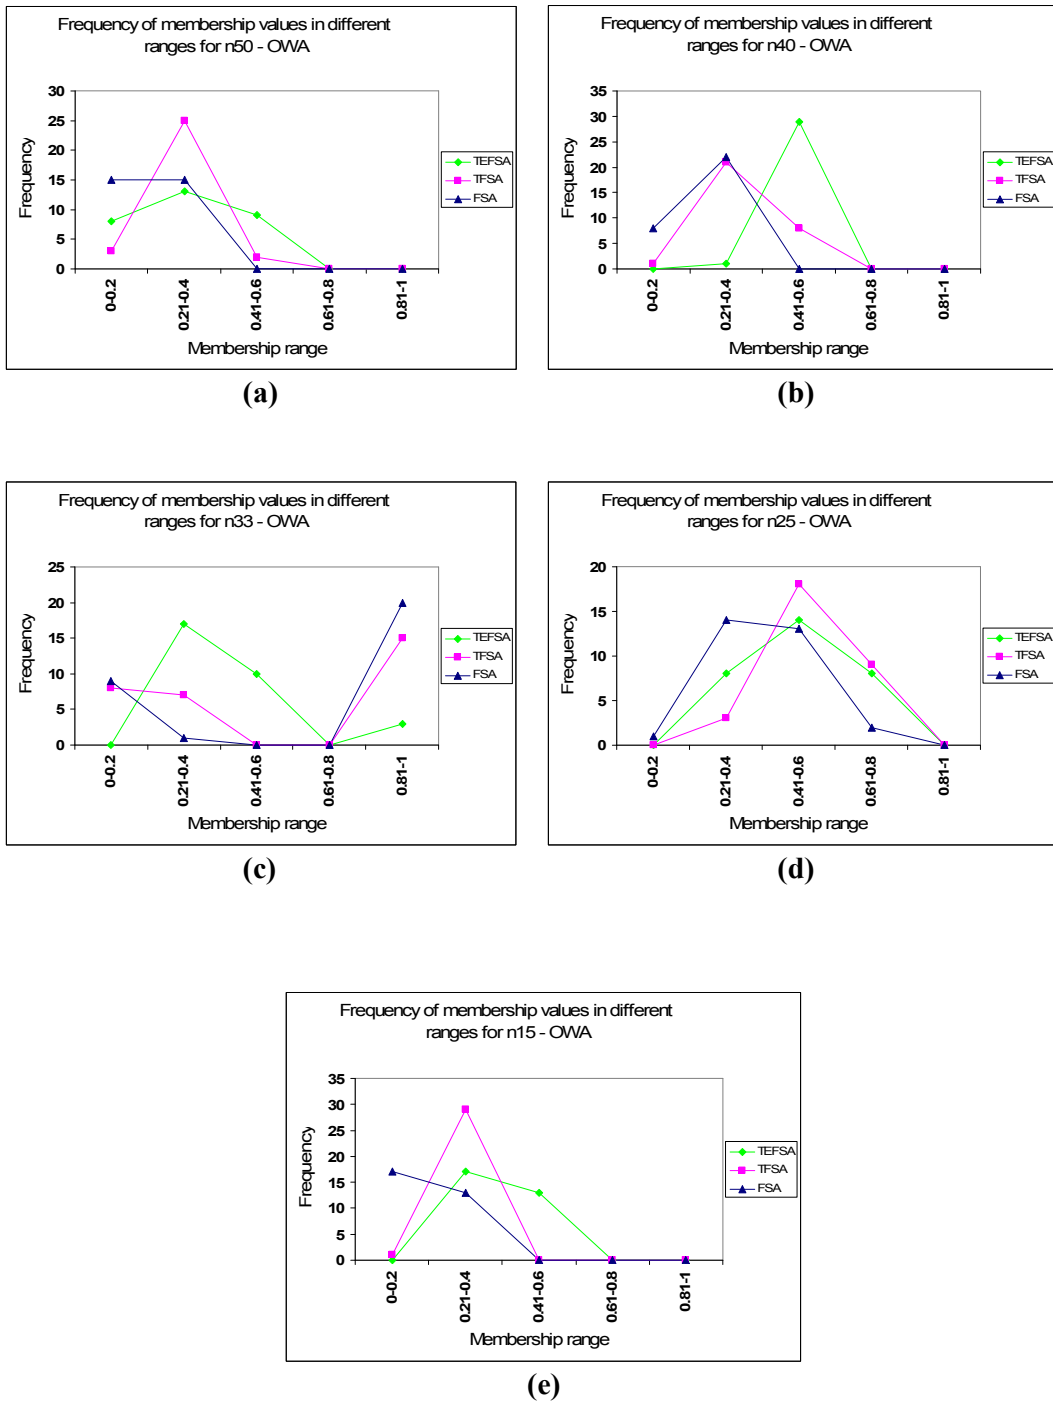 Frequency of membership values in different
ranges for n50 - OWA
30
25
20
15
10
5
0
Frequency
0-0.2
0.21-0.4
0.41-0.6
0.61-0.8
0.81-1
Membership range
TEFSA
TFSA
FSA
(a)
Frequency of membership values in different
ranges for n40 - OWA
35
30
25
20
15
10
5
0
Frequency
0-0.2
0.21-0.4
0.41-0.6
0.61-0.8
0.81-1
Membership range
TEFSA
TFSA
FSA
(b)
Frequency of membership values in different
ranges for n33 - OWA
25
20
15
10
5
0
Frequency
0-0.2
0.21-0.4
0.41-0.6
0.61-0.8
0.81-1
Membership range
TEFSA
TFSA
FSA
(c)
Frequency of membership values in different
ranges for n25 - OWA
20
15
10
5
0
Frequency
0-0.2
0.21-0.4
0.41-0.6
0.61-0.8
0.81-1
Membership range
TEFSA
TFSA
FSA
(d)
Frequency of membership values in different
ranges for n15 - OWA
35
30
25
20
15
10
5
0
Frequency
0-0.2
0.21-0.4
0.41-0.6
0.61-0.8
0.81-1
Membership range
TEFSA
TFSA
FSA
(e)